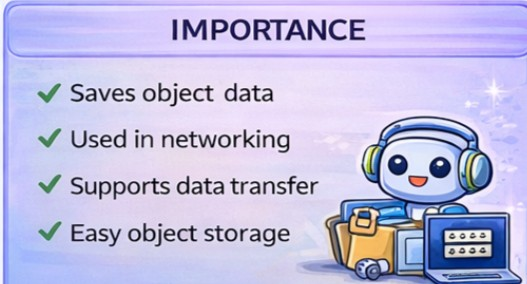 IMPORTANCE
✔ Saves object data
✔ Used in networking
✔ Supports data transfer
✔ Easy object storage